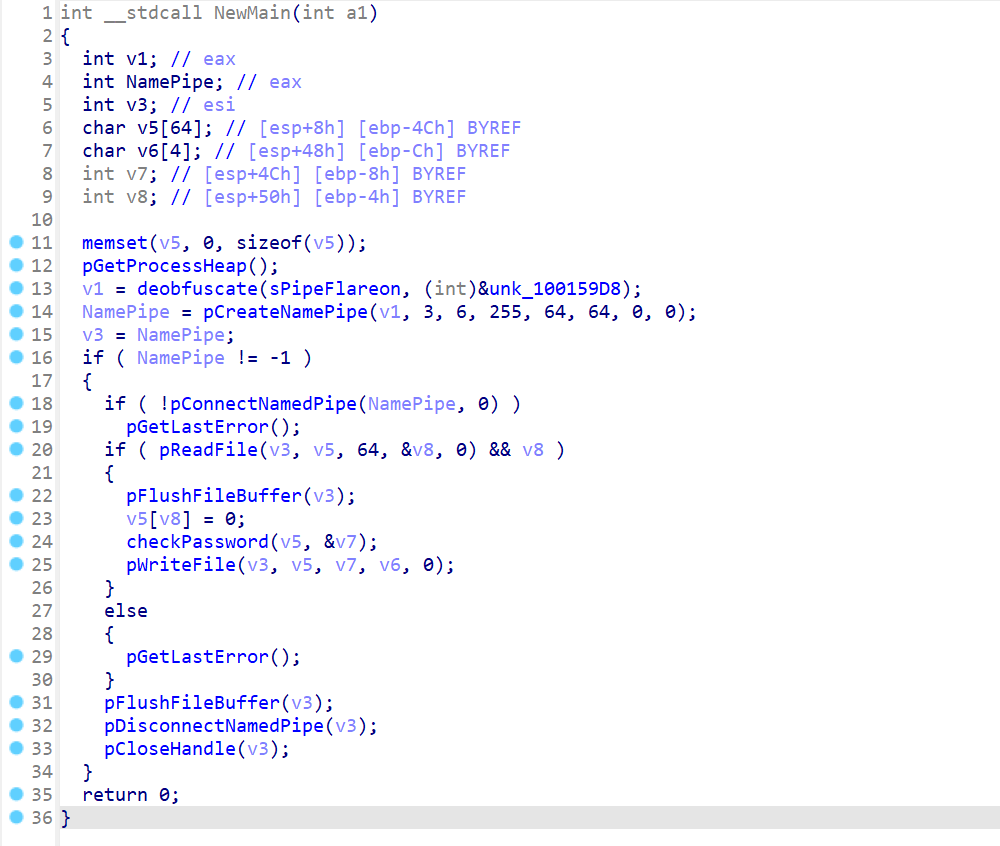 1 int __stdcall NewMain(int a1)
2 {
3   int v1; // eax
4   int NamePipe; // eax
5   int v3; // esi
6   char v5[64]; // [esp+8h] [ebp-4Ch] BYREF
7   char v6[4]; // [esp+48h] [ebp-Ch] BYREF
8   int v7; // [esp+4Ch] [ebp-8h] BYREF
9   int v8; // [esp+50h] [ebp-4h] BYREF
10
11   memset(v5, 0, sizeof(v5));
12   pGetProcessHeap();
13   v1 = deobfuscate(sPipeFlareon, (int)&unk_100159D8);
14   NamePipe = pCreateNamePipe(v1, 3, 6, 255, 64, 64, 0, 0);
15   v3 = NamePipe;
16   if ( NamePipe != -1 )
17   {
18     if ( !pConnectNamedPipe(NamePipe, 0) )
19       pGetLastError();
20     if ( pReadFile(v3, v5, 64, &v8, 0) && v8 )
21     {
22       pFlushFileBuffer(v3);
23       v5[v8] = 0;
24       checkPassword(v5, &v7);
25       pWriteFile(v3, v5, v7, v6, 0);
26     }
27     else
28     {
29       pGetLastError();
30     }
31     pFlushFileBuffer(v3);
32     pDisconnectNamedPipe(v3);
33     pCloseHandle(v3);
34   }
35   return 0;
36 }